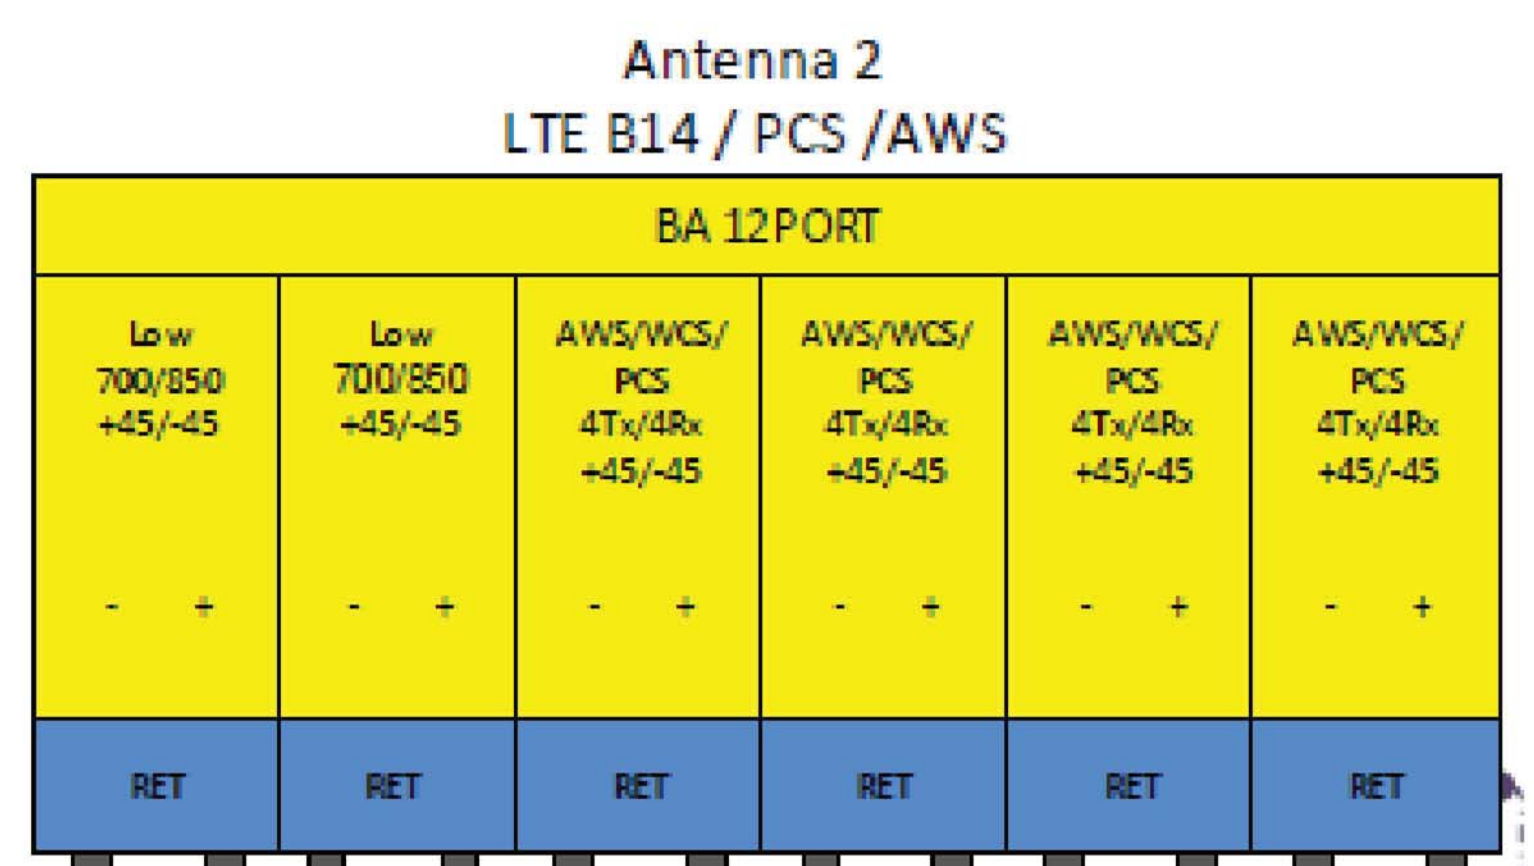 Antenna 2
LTE B14 / PCS /AWS
BA 12PORT
Low
700/850
+45/-45
- +
Low
700/850
+45/-45
- +
AWS/WCS/
PCS
4Tx/4Rx
+45/-45
- +
AWS/WCS/
PCS
4Tx/4Rx
+45/-45
- +
AWS/WCS/
PCS
4Tx/4Rx
+45/-45
- +
AWS/WCS/
PCS
4Tx/4Rx
+45/-45
- +
RET
RET
RET
RET
RET
RET